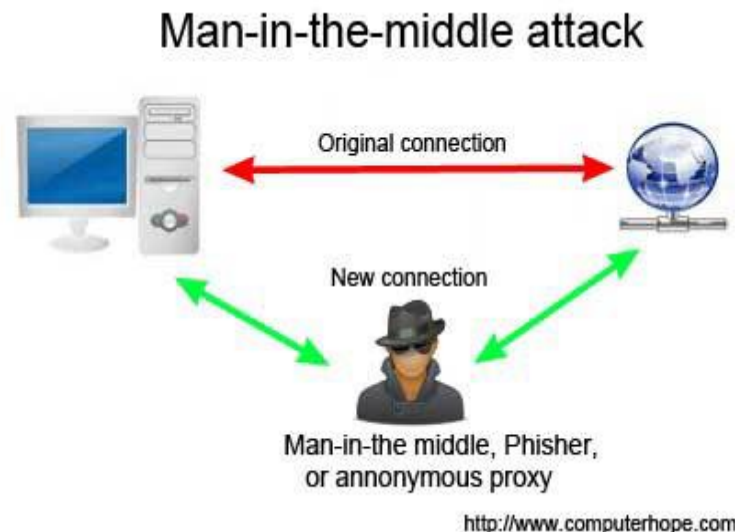 Man-in-the-middle attack
Original connection
New connection
Man-in-the middle, Phisher,
or annonymous proxy
http://www.computerhope.com